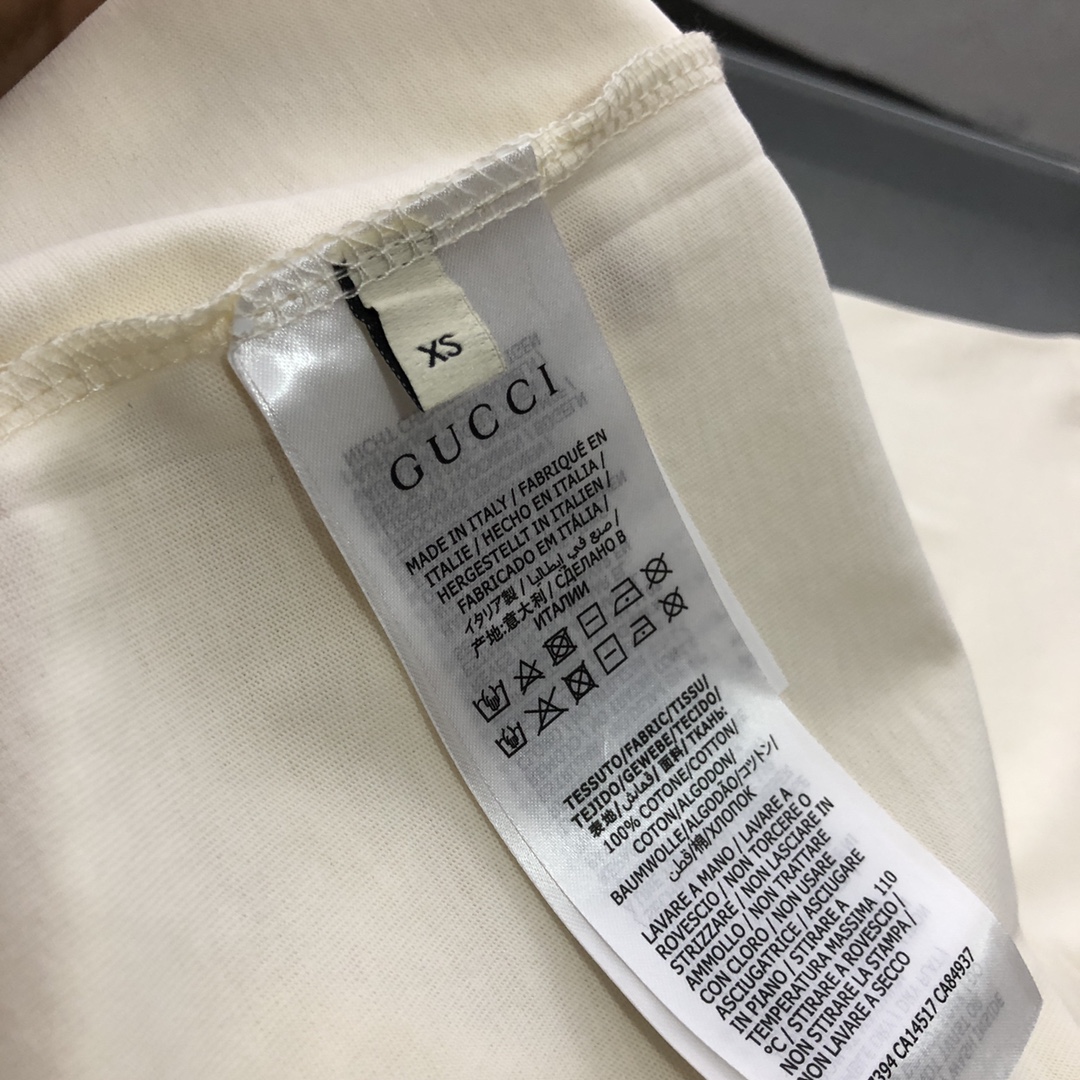 XS
GUCCI
MADE IN ITALY / FABRIQUÉ EN
ITALIE / HECHO EN ITALIA /
HERGESTELLT IN ITALIEN /
FABRICADO EM ITÁLIA /
صنع في إيطاليا /
イタリア製 / 产地:意大利 / СДЕЛАНО В
ИТАЛИИ
TESSUTO/FABRIC/TISSU/
TEJIDO/GEWEBE/TECIDO/
表地/قماش/面料/ТКАНЬ:
100% COTONE/COTTON/
COTON/ALGODON/
BAUMWOLLE/ALGODÃO/コットン/
قطن/棉/ХЛОПОК
LAVARE A MANO / LAVARE A
ROVESCIO / NON TORCERE O
STRIZZARE / NON LASCIARE IN
AMMOLLO / NON TRATTARE
CON CLORO / NON USARE
ASCIUGATRICE / ASCIUGARE
IN PIANO / STIRARE A
TEMPERATURA MASSIMA 110
°C / STIRARE A ROVESCIO /
NON STIRARE LA STAMPA /
NON LAVARE A SECCO
7394 CA14517 CA84937